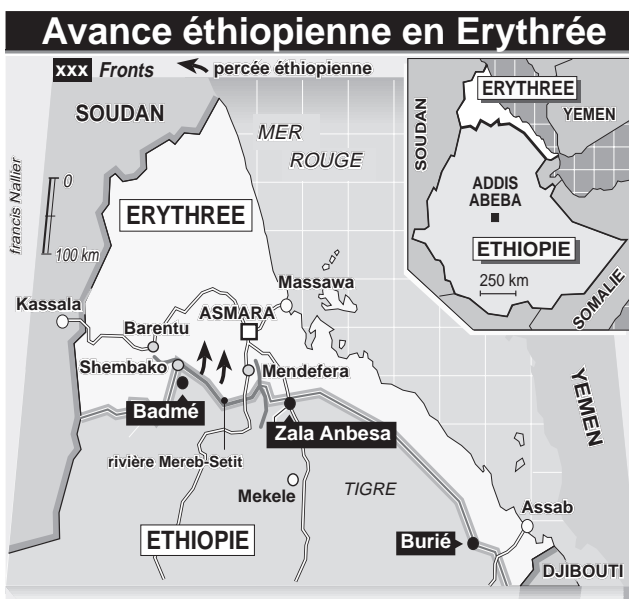 Avance éthiopienne en Erythrée
xxx Fronts
percée éthiopienne
SOUDAN
MER
ROUGE
francis Nallier
0
100 km
ERYTHREE
Massawa
Kassala
ASMARA
Barentu
Shembako
Mendefera
Badmé
Zala Anbesa
rivière Mereb-Setit
Mekele
TIGRE
ETHIOPIE
Burié
Assab
DJIBOUTI
YEMEN
ERYTHREE
YEMEN
SOUDAN
ADDIS
ABEBA
ETHIOPIE
250 km
SOMALIE